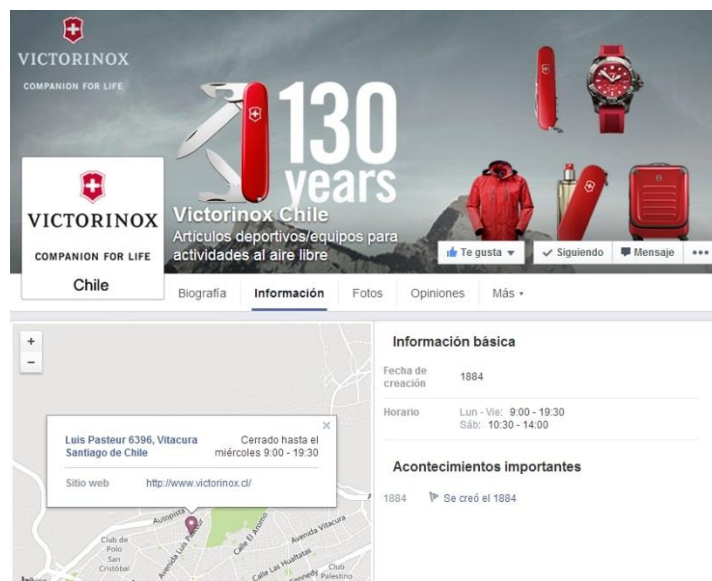 VICTORINOX
COMPANION FOR LIFE
130
years
VICTORINOX
COMPANION FOR LIFE
Chile
Victorinox Chile
Articulos deportivos/equipos para
actividades al aire libre
Te gusta
Siguiendo
Mensaje
Biografía
Información
Fotos
Opiniones
Más
+
−
Luis Pasteur 6396, Vitacura
Santiago de Chile
Cerrado hasta el
miércoles 9:00 - 19:30
Sitio web
http://www.victorinox.cl/
Autopista
Avenida Luis Pasteur
Calle El Aromo
Avenida Vitacura
Club de
Polo
San
Cristóbal
Calle Las Hualtatas
Kennedy
Club
Palestino
Información básica
Fecha de
creación
1884
Horario
Lun - Vie: 9:00 - 19:30
Sáb: 10:30 - 14:00
Acontecimientos importantes
1884
Se creó el 1884